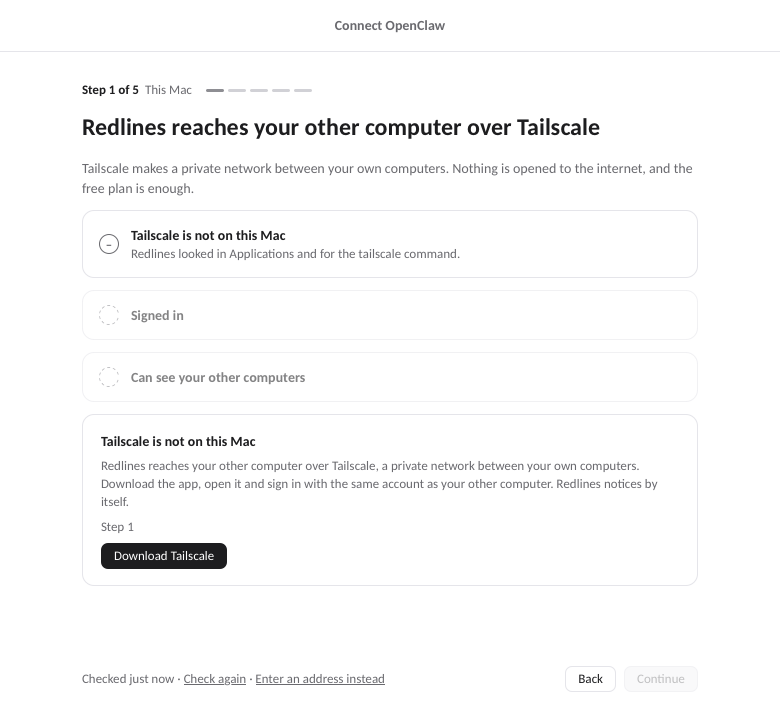 Connect OpenClaw
Step 1 of 5 This Mac
Redlines reaches your other computer over Tailscale
Tailscale makes a private network between your own computers. Nothing is opened to the internet, and the
free plan is enough.
Tailscale is not on this Mac
Redlines looked in Applications and for the tailscale command.
Signed in
Can see your other computers
Tailscale is not on this Mac
Redlines reaches your other computer over Tailscale, a private network between your own computers.
Download the app, open it and sign in with the same account as your other computer. Redlines notices by
itself.
Step 1
Download Tailscale
Checked just now · Check again · Enter an address instead
Back
Continue